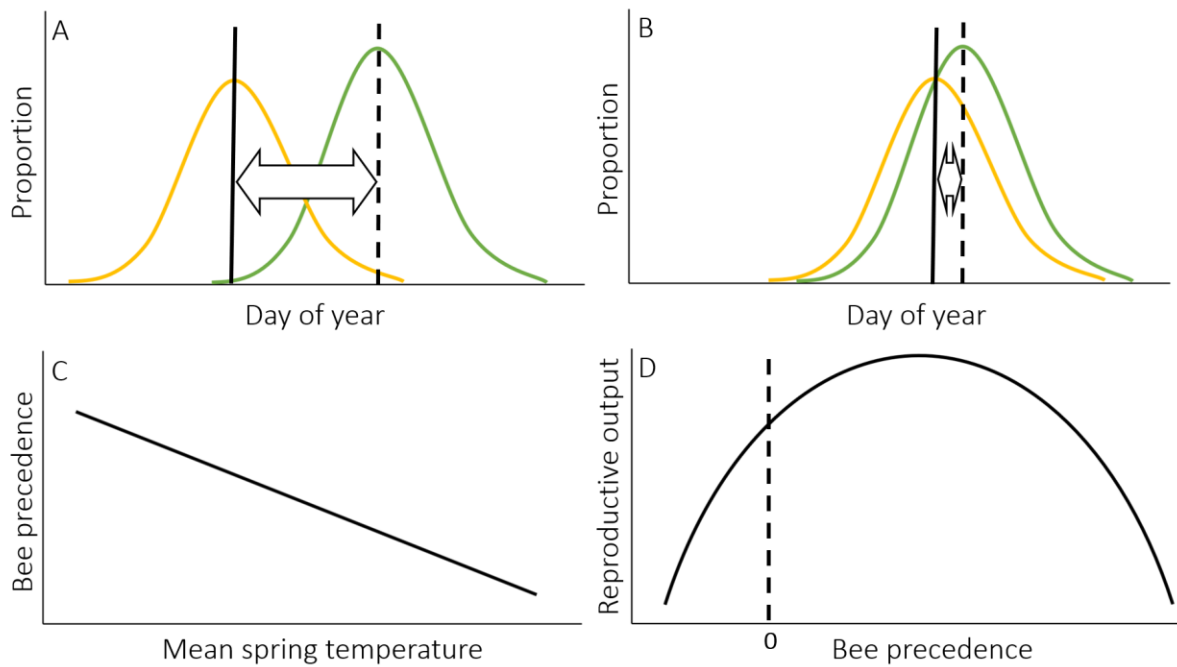 A
Proportion
Day of year
B
Proportion
Day of year
C
Bee precedence
Mean spring temperature
D
Reproductive output
0
Bee precedence